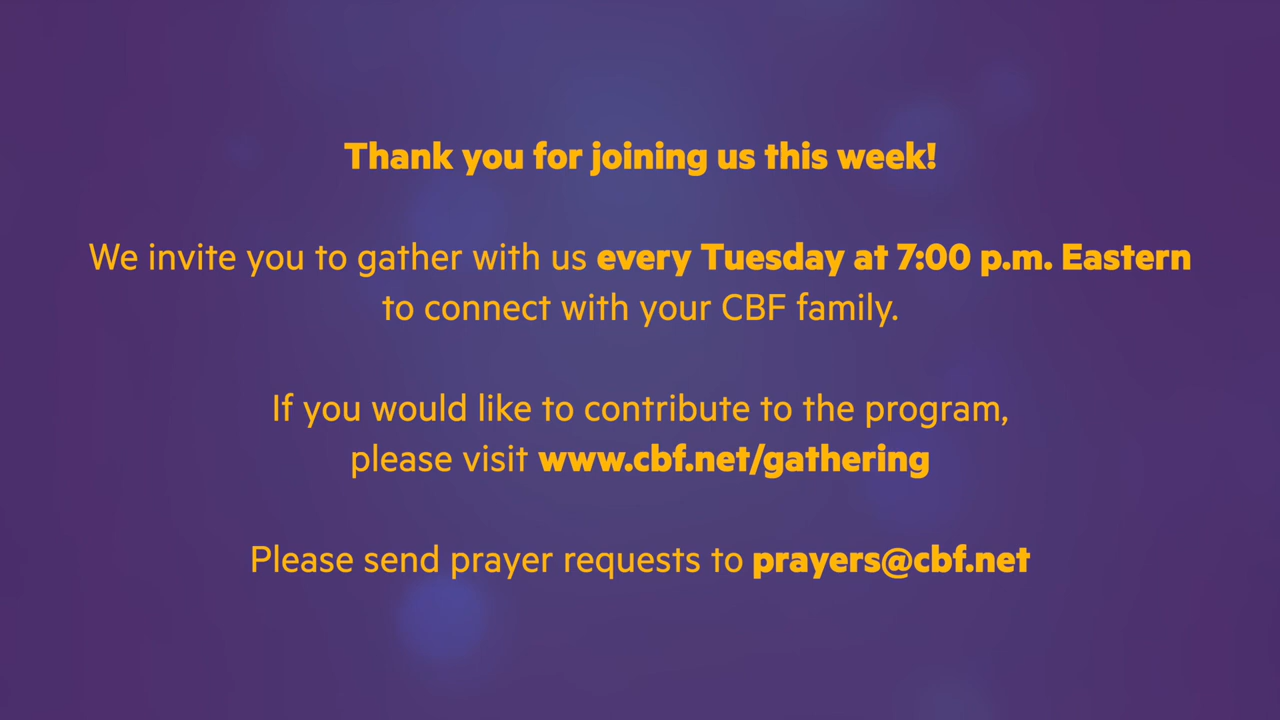 Thank you for joining us this week!
We invite you to gather with us every Tuesday at 7:00 p.m. Eastern
to connect with your CBF family.
If you would like to contribute to the program,
please visit www.cbf.net/gathering
Please send prayer requests to prayers@cbf.net